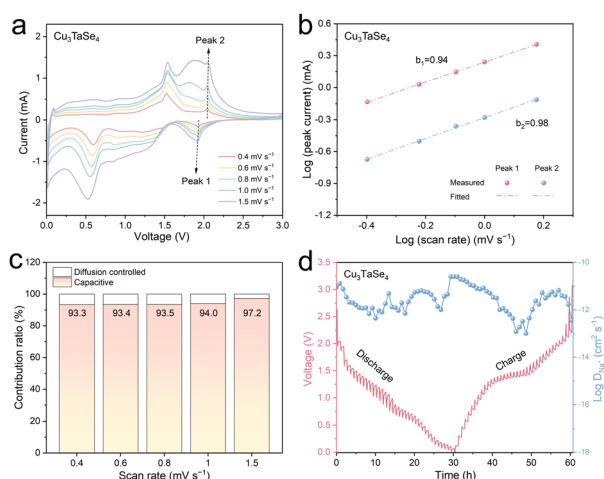 a
Cu₃TaSe₄
Peak 2
Peak 1
0.4 mV s⁻¹
0.6 mV s⁻¹
0.8 mV s⁻¹
1.0 mV s⁻¹
1.5 mV s⁻¹
2
1
0
-1
-2
Current (mA)
0.0 0.5 1.0 1.5 2.0 2.5 3.0
Voltage (V)
b
Cu₃TaSe₄
b₁=0.94
b₂=0.98
Peak 1 Peak 2
Measured
Fitted
0.9
0.6
0.3
0.0
-0.3
-0.6
-0.9
-1.2
Log (peak current) (mA)
-0.4 -0.2 0.0 0.2
Log (scan rate) (mV s⁻¹)
c
Diffusion controlled
Capacitive
93.3 93.4 93.5 94.0 97.2
120
100
80
60
40
20
0
Contribution ratio (%)
0.4 0.6 0.8 1 1.5
Scan rate (mV s⁻¹)
d
Cu₃TaSe₄
Discharge
Charge
3.5
3.0
2.5
2.0
1.5
1.0
0.5
0.0
Voltage (V)
-10
-12
-13
-15
-16
-18
Log D_Na⁺ (cm² s⁻¹)
0 10 20 30 40 50 60
Time (h)